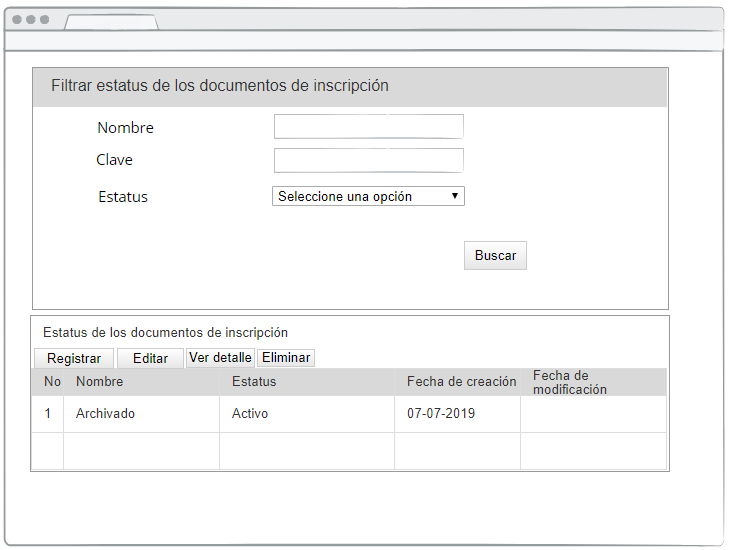 Filtrar estatus de los documentos de inscripción
Nombre
Clave
Estatus
Seleccione una opción
Buscar
Estatus de los documentos de inscripción
Registrar Editar Ver detalle Eliminar
No Nombre Estatus Fecha de creación Fecha de
modificación
1 Archivado Activo 07-07-2019